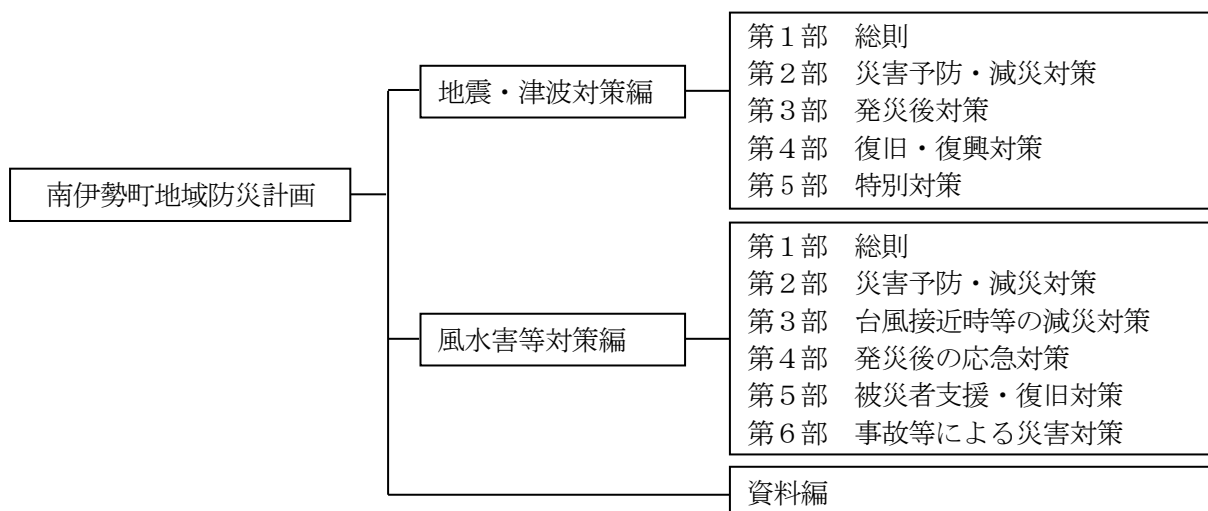 南伊勢町地域防災計画
地震・津波対策編
第１部　総則
第２部　災害予防・減災対策
第３部　発災後対策
第４部　復旧・復興対策
第５部　特別対策
風水害等対策編
第１部　総則
第２部　災害予防・減災対策
第３部　台風接近時等の減災対策
第４部　発災後の応急対策
第５部　被災者支援・復旧対策
第６部　事故等による災害対策
資料編